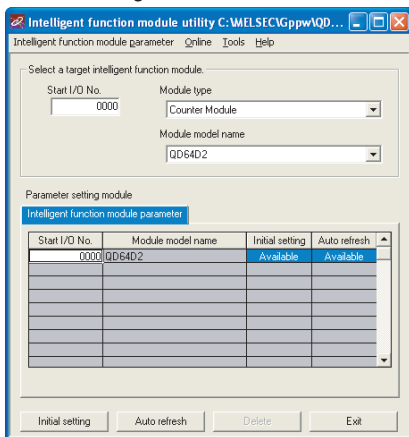 Intelligent function module utility C:\MELSEC\Gppw\QD...
Intelligent function module parameter Online Tools Help
Select a target intelligent function module.
Start I/O No. Module type
0000 Counter Module
Module model name
QD64D2
Parameter setting module
Intelligent function module parameter
Start I/O No. Module model name Initial setting Auto refresh
0000 QD64D2 Available Available
Initial setting Auto refresh Delete Exit